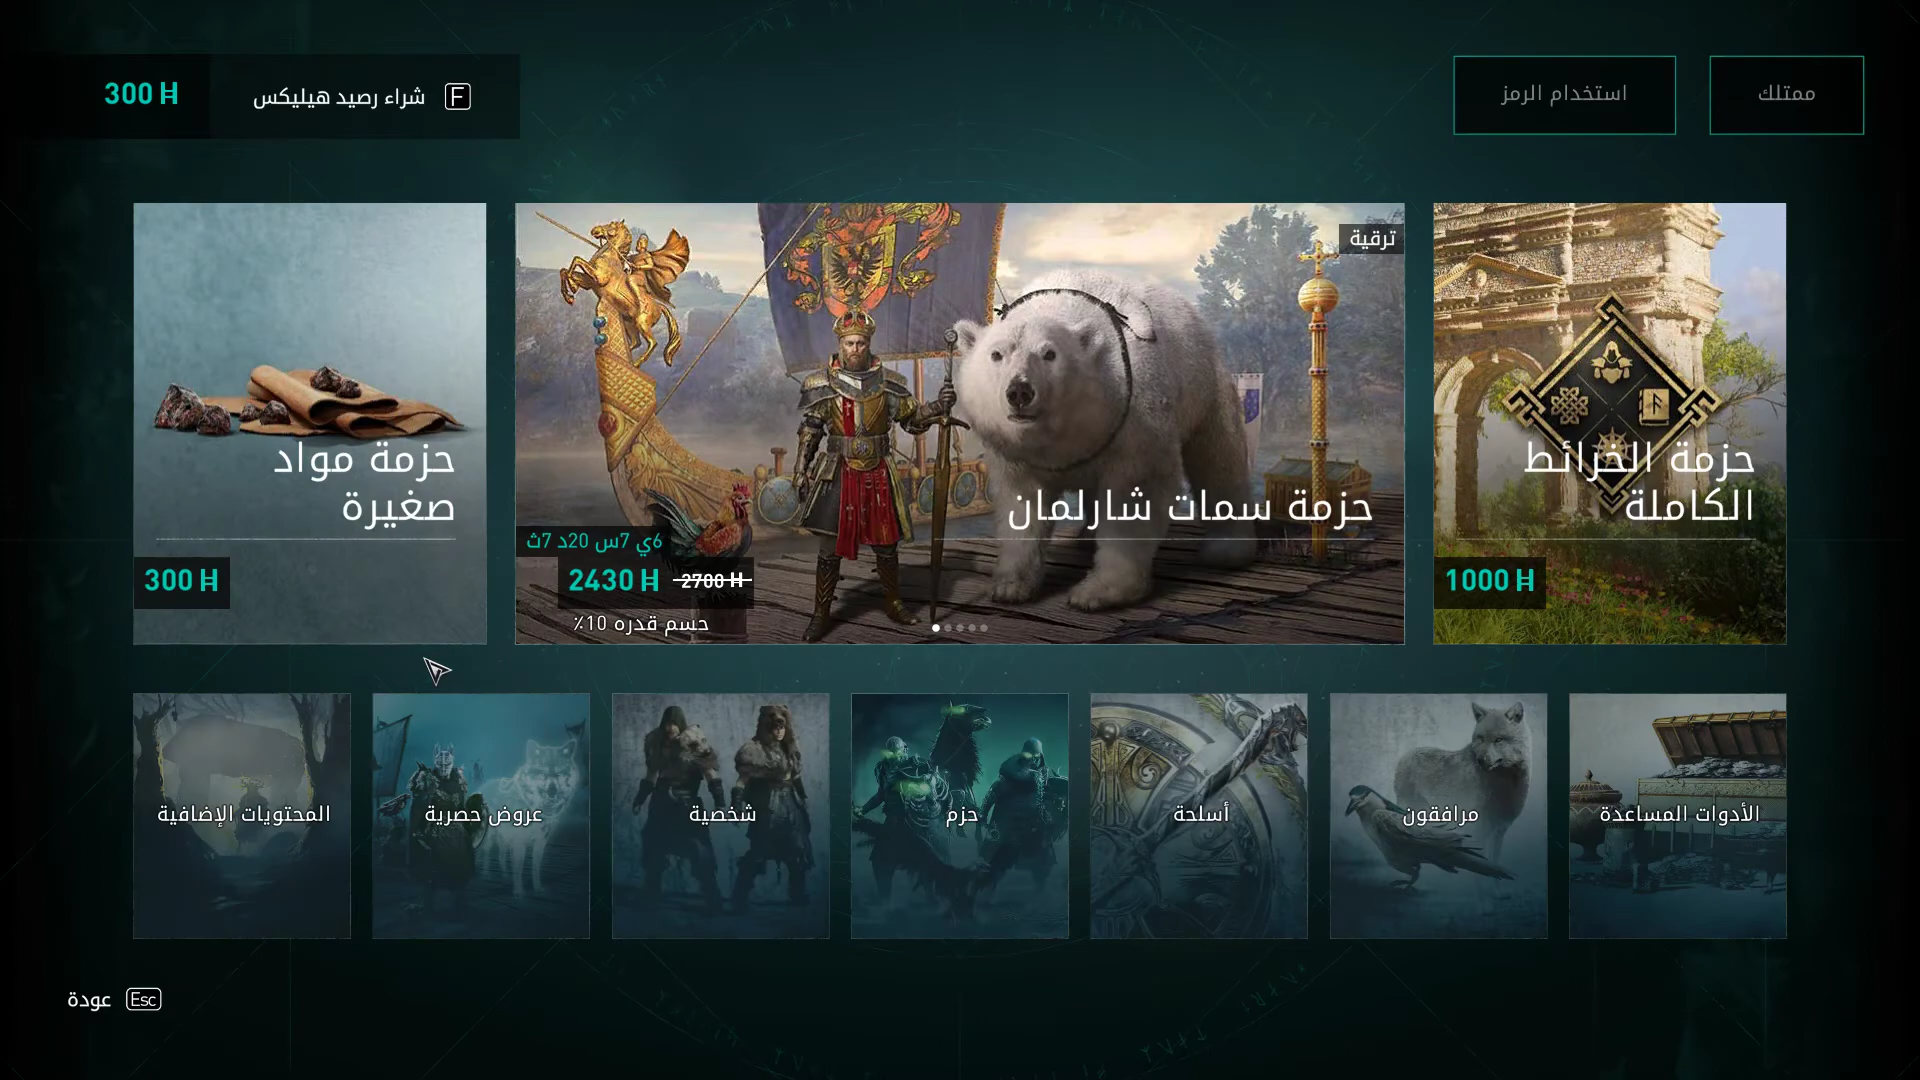 ممتلك
استخدام الرمز
F شراء رصيد هيليكس
300 H
حزمة الخرائط
الكاملة
1000 H
ترقية
حزمة سمات شارلمان
6ي 7س 20د 7ث
2430 H 2700 H
حسم قدره 10٪
حزمة مواد
صغيرة
300 H
الأدوات المساعدة
مرافقون
أسلحة
حزم
شخصية
عروض حصرية
المحتويات الإضافية
Esc عودة